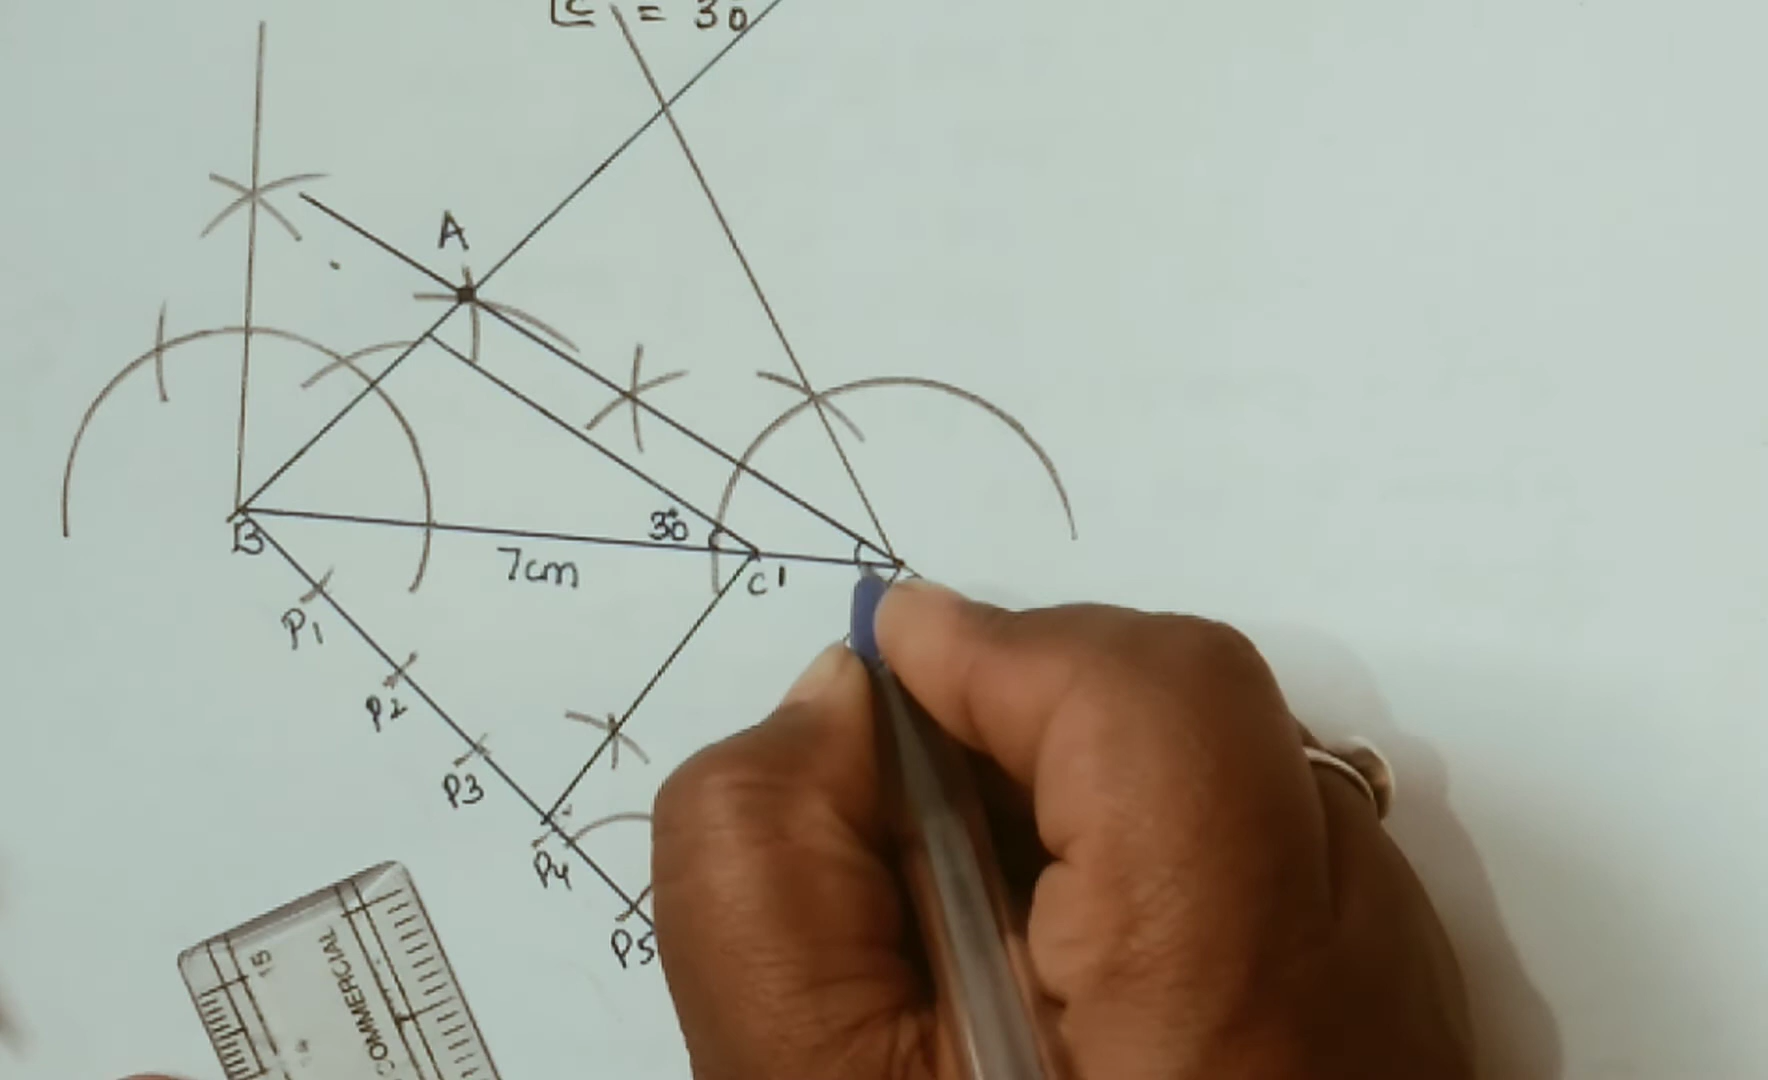 ∠C = 30°
A
B
30°
7cm
C'
P1
P2
P3
P4
P5
15
COMMERCIAL